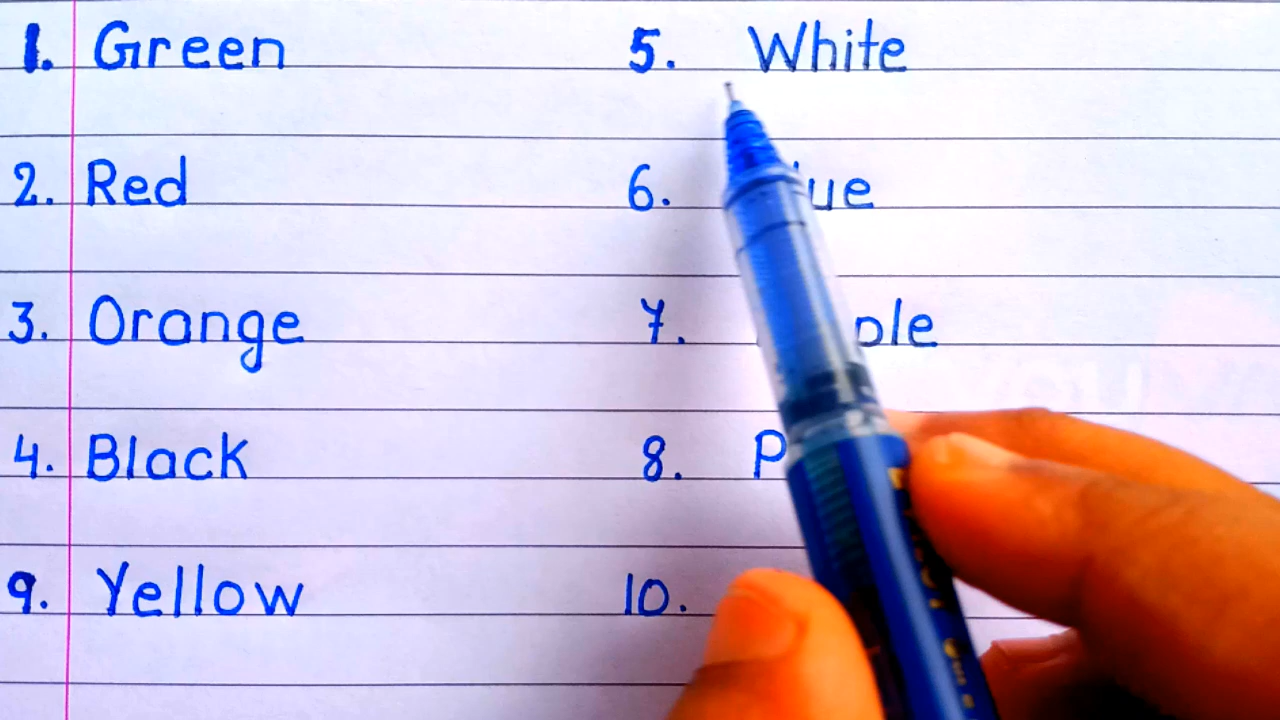 1. Green 5. White
2. Red 6.
3. Orange 7.
4. Black 8.
9. Yellow 10.